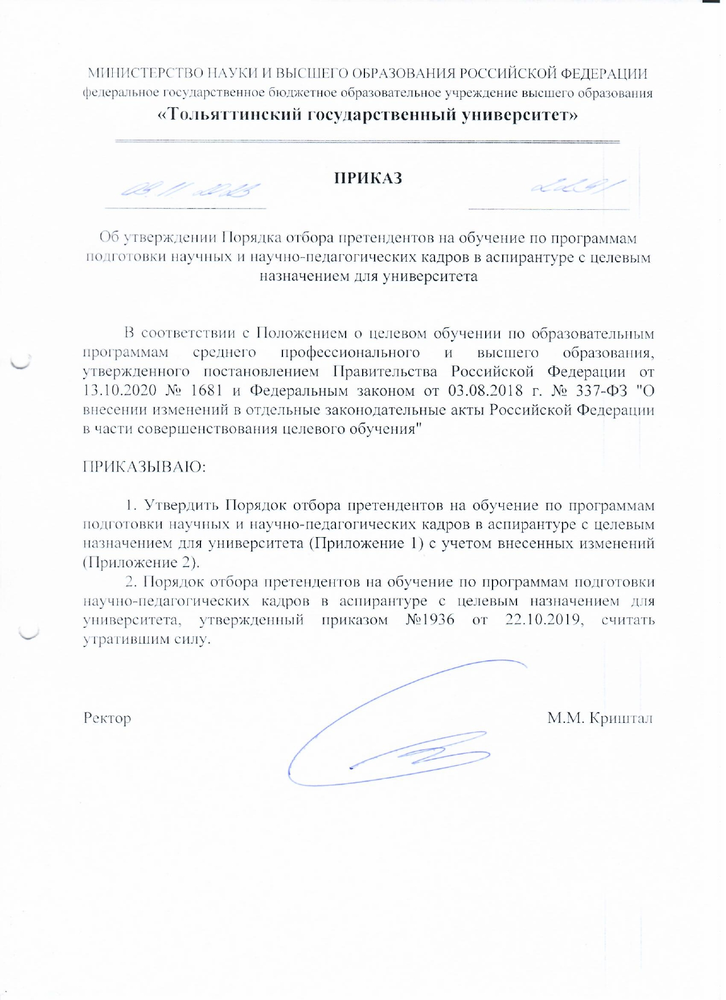 МИНИСТЕРСТВО НАУКИ И ВЫСШЕГО ОБРАЗОВАНИЯ РОССИЙСКОЙ ФЕДЕРАЦИИ
федеральное государственное бюджетное образовательное учреждение высшего образования
«Тольяттинский государственный университет»
ПРИКАЗ
Об утверждении Порядка отбора претендентов на обучение по программам
подготовки научных и научно-педагогических кадров в аспирантуре с целевым
назначением для университета
В соответствии с Положением о целевом обучении по образовательным
программам среднего профессионального и высшего образования,
утвержденного постановлением Правительства Российской Федерации от
13.10.2020 № 1681 и Федеральным законом от 03.08.2018 г. № 337-ФЗ "О
внесении изменений в отдельные законодательные акты Российской Федерации
в части совершенствования целевого обучения"
ПРИКАЗЫВАЮ:
1. Утвердить Порядок отбора претендентов на обучение по программам
подготовки научных и научно-педагогических кадров в аспирантуре с целевым
назначением для университета (Приложение 1) с учетом внесенных изменений
(Приложение 2).
2. Порядок отбора претендентов на обучение по программам подготовки
научно-педагогических кадров в аспирантуре с целевым назначением для
университета, утвержденный приказом №1936 от 22.10.2019, считать
утратившим силу.
Ректор М.М. Криштал